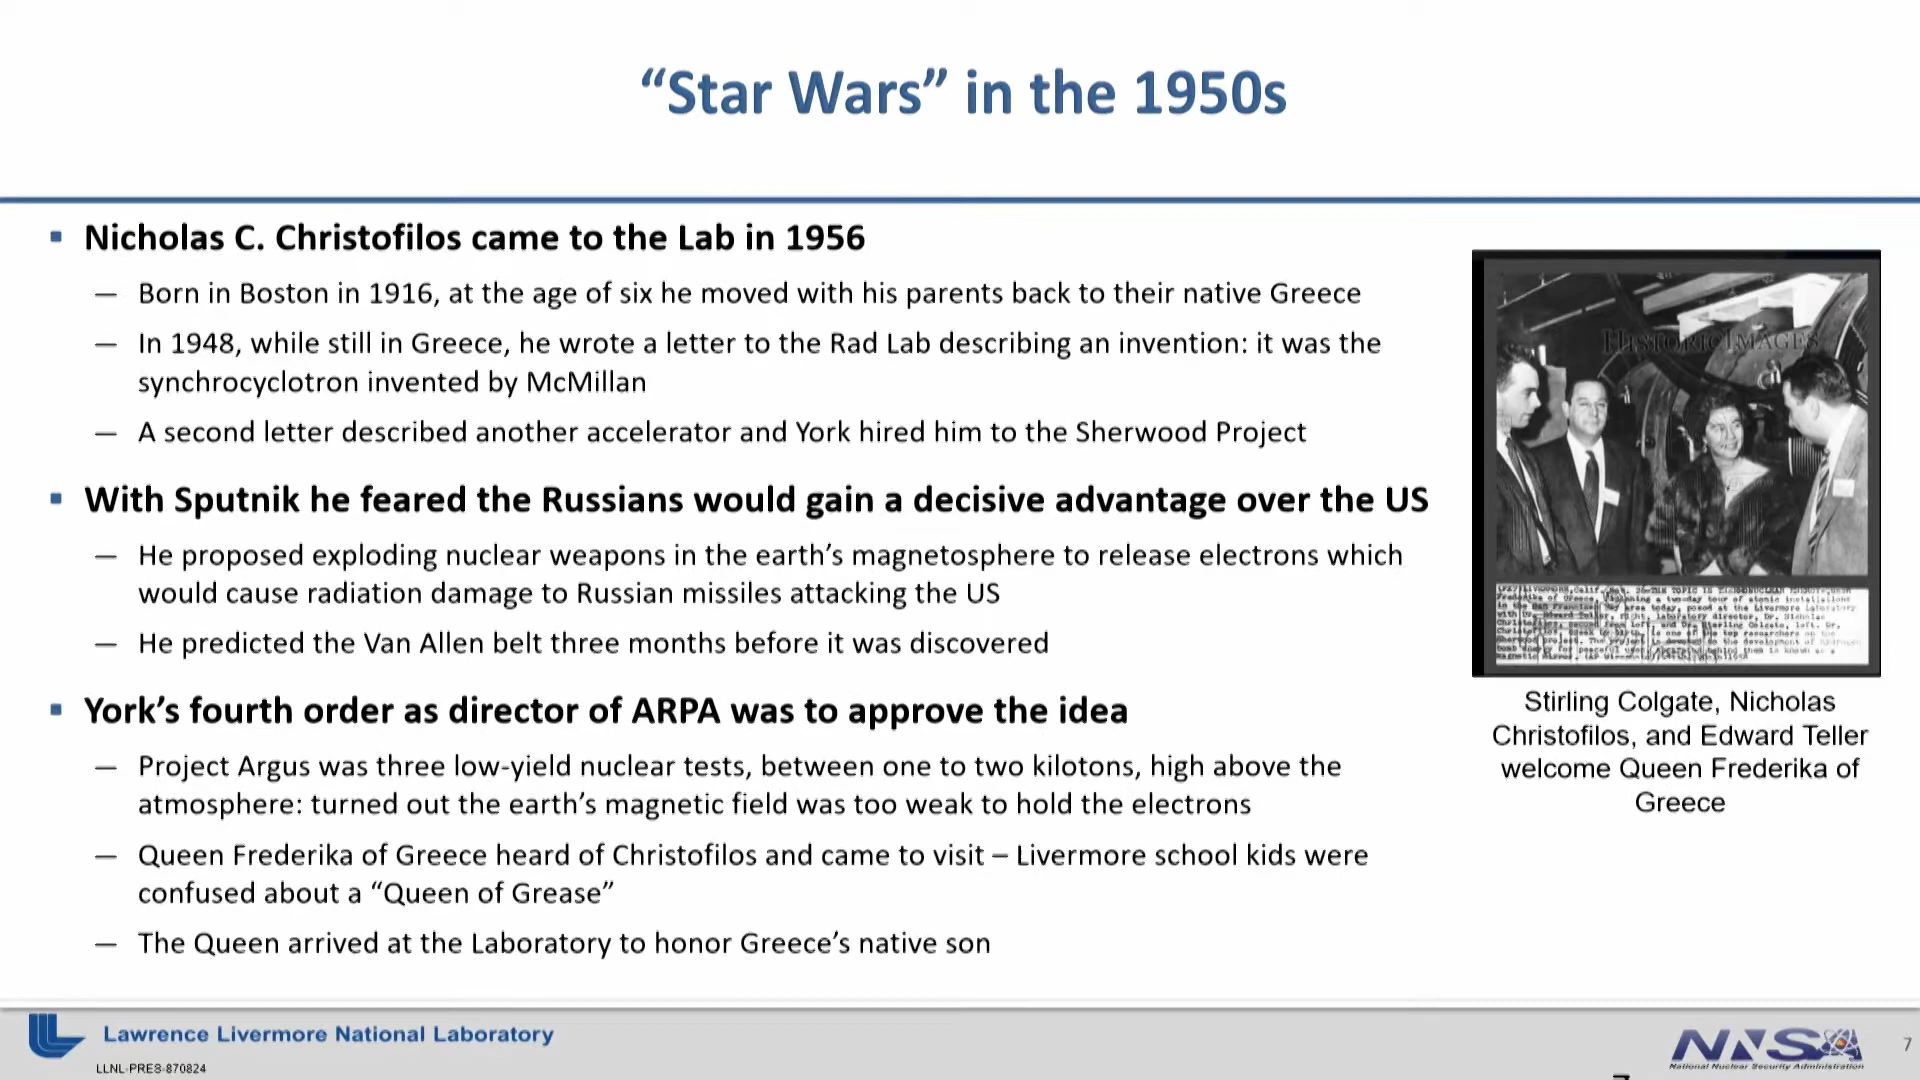 “Star Wars” in the 1950s
▪ Nicholas C. Christofilos came to the Lab in 1956
— Born in Boston in 1916, at the age of six he moved with his parents back to their native Greece
— In 1948, while still in Greece, he wrote a letter to the Rad Lab describing an invention: it was the
synchrocyclotron invented by McMillan
— A second letter described another accelerator and York hired him to the Sherwood Project
▪ With Sputnik he feared the Russians would gain a decisive advantage over the US
— He proposed exploding nuclear weapons in the earth’s magnetosphere to release electrons which
would cause radiation damage to Russian missiles attacking the US
— He predicted the Van Allen belt three months before it was discovered
▪ York’s fourth order as director of ARPA was to approve the idea
— Project Argus was three low-yield nuclear tests, between one to two kilotons, high above the
atmosphere: turned out the earth’s magnetic field was too weak to hold the electrons
— Queen Frederika of Greece heard of Christofilos and came to visit – Livermore school kids were
confused about a “Queen of Grease”
— The Queen arrived at the Laboratory to honor Greece’s native son
HISTORIC IMAGES
Stirling Colgate, Nicholas
Christofilos, and Edward Teller
welcome Queen Frederika of
Greece
Lawrence Livermore National Laboratory
LLNL-PRES-870824
NNSA
National Nuclear Security Administration
7